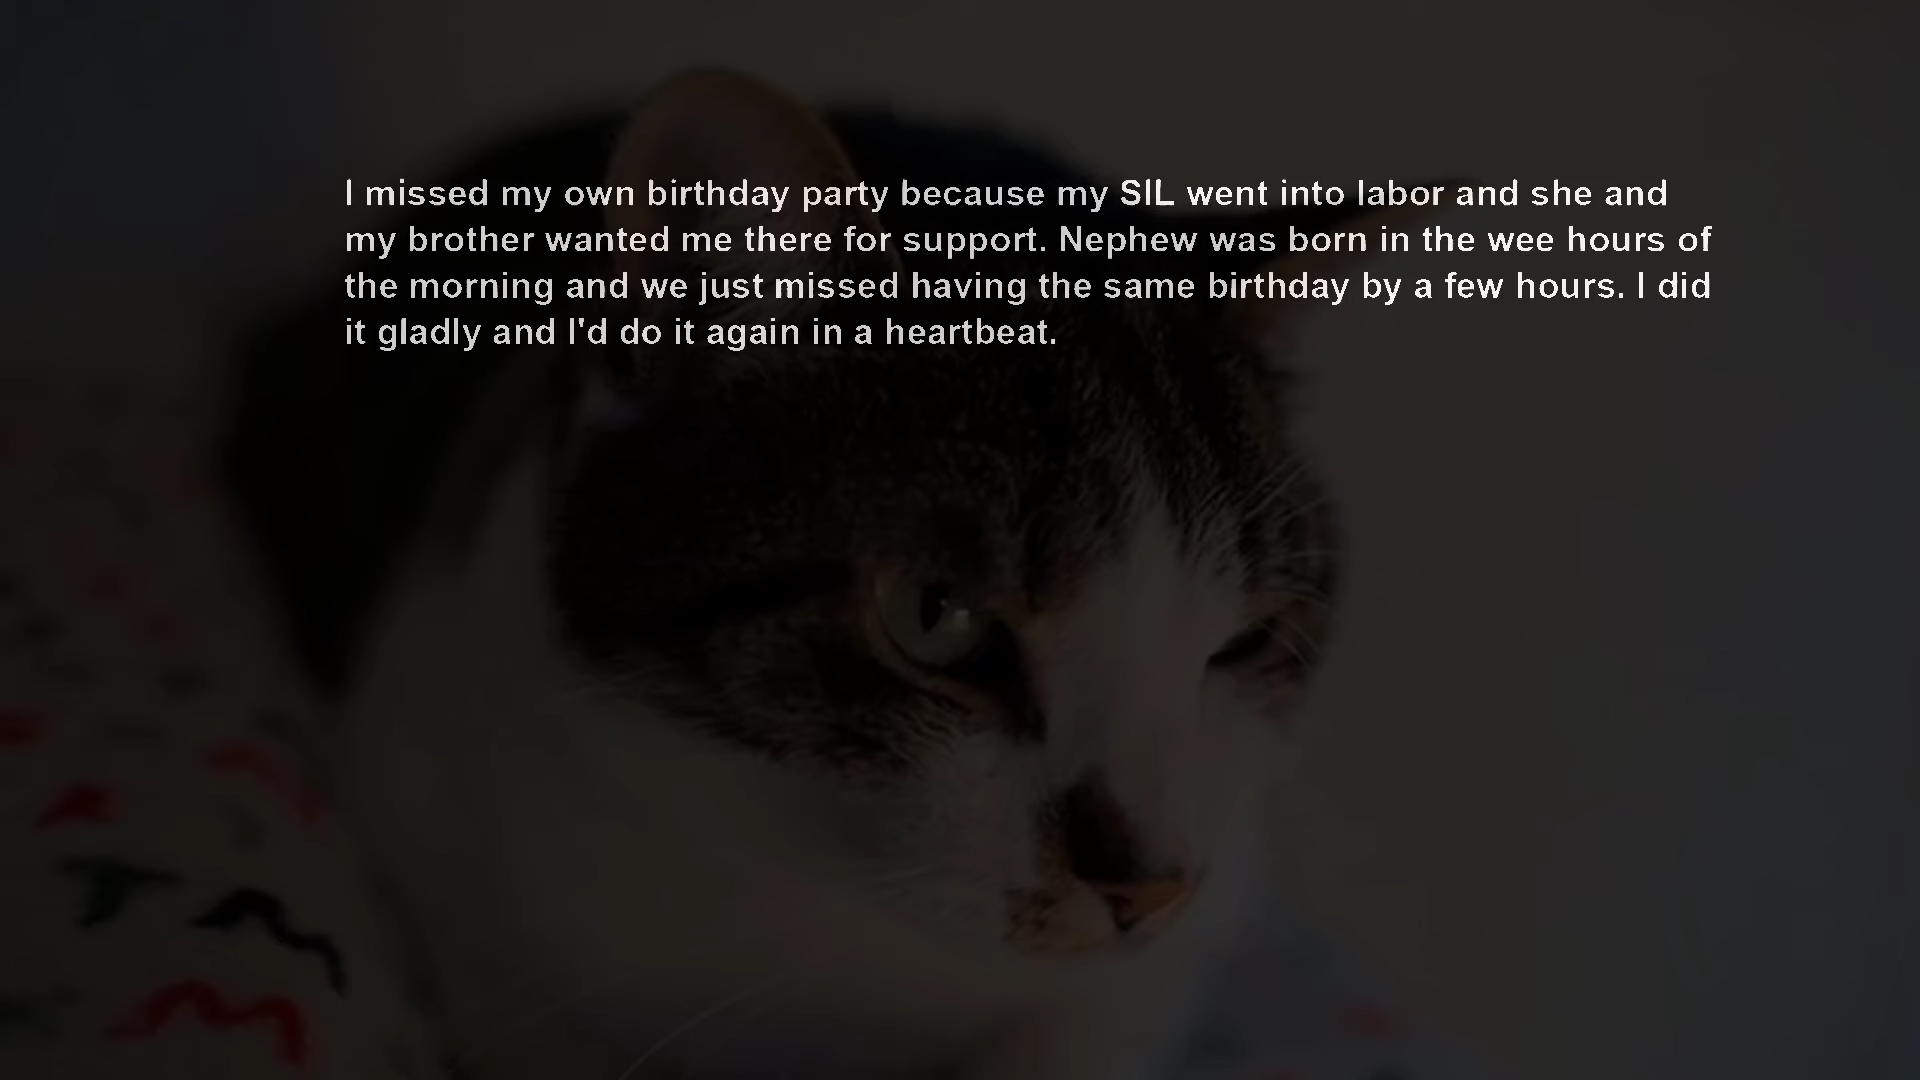 I missed my own birthday party because my SIL went into labor and she and
my brother wanted me there for support. Nephew was born in the wee hours of
the morning and we just missed having the same birthday by a few hours. I did
it gladly and I'd do it again in a heartbeat.